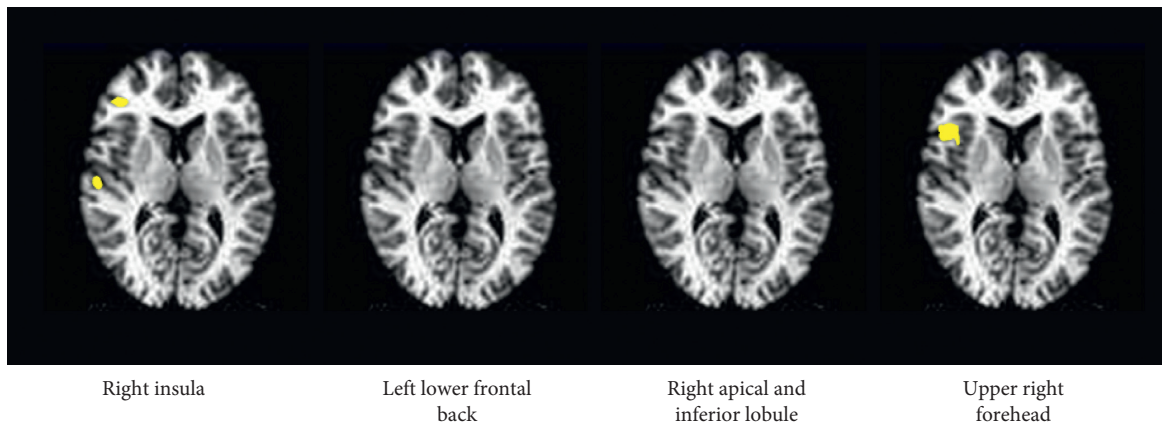 Right insula
Left lower frontal
back
Right apical and
inferior lobule
Upper right
forehead